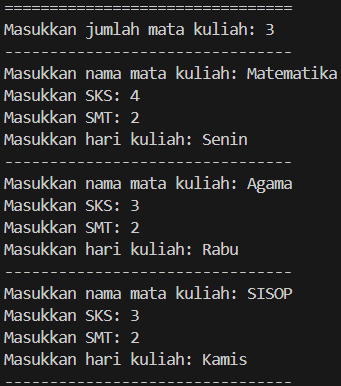 ================================
Masukkan jumlah mata kuliah: 3
--------------------------------
Masukkan nama mata kuliah: Matematika
Masukkan SKS: 4
Masukkan SMT: 2
Masukkan hari kuliah: Senin
--------------------------------
Masukkan nama mata kuliah: Agama
Masukkan SKS: 3
Masukkan SMT: 2
Masukkan hari kuliah: Rabu
--------------------------------
Masukkan nama mata kuliah: SISOP
Masukkan SKS: 3
Masukkan SMT: 2
Masukkan hari kuliah: Kamis
--------------------------------